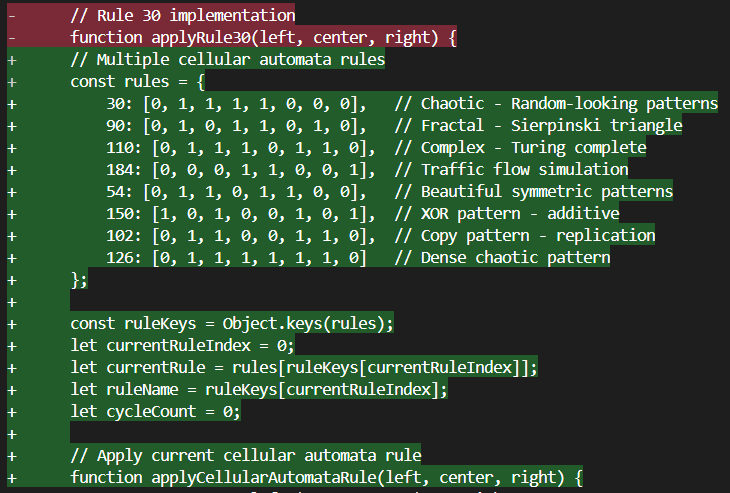 -      // Rule 30 implementation
-      function applyRule30(left, center, right) {
+      // Multiple cellular automata rules
+      const rules = {
+          30: [0, 1, 1, 1, 1, 0, 0, 0],   // Chaotic - Random-looking patterns
+          90: [0, 1, 0, 1, 1, 0, 1, 0],   // Fractal - Sierpinski triangle
+          110: [0, 1, 1, 1, 0, 1, 1, 0],  // Complex - Turing complete
+          184: [0, 0, 0, 1, 1, 0, 0, 1],  // Traffic flow simulation
+          54: [0, 1, 1, 0, 1, 1, 0, 0],   // Beautiful symmetric patterns
+          150: [1, 0, 1, 0, 0, 1, 0, 1],  // XOR pattern - additive
+          102: [0, 1, 1, 0, 0, 1, 1, 0],  // Copy pattern - replication
+          126: [0, 1, 1, 1, 1, 1, 1, 0]   // Dense chaotic pattern
+      };
+
+      const ruleKeys = Object.keys(rules);
+      let currentRuleIndex = 0;
+      let currentRule = rules[ruleKeys[currentRuleIndex]];
+      let ruleName = ruleKeys[currentRuleIndex];
+      let cycleCount = 0;
+
+      // Apply current cellular automata rule
+      function applyCellularAutomataRule(left, center, right) {